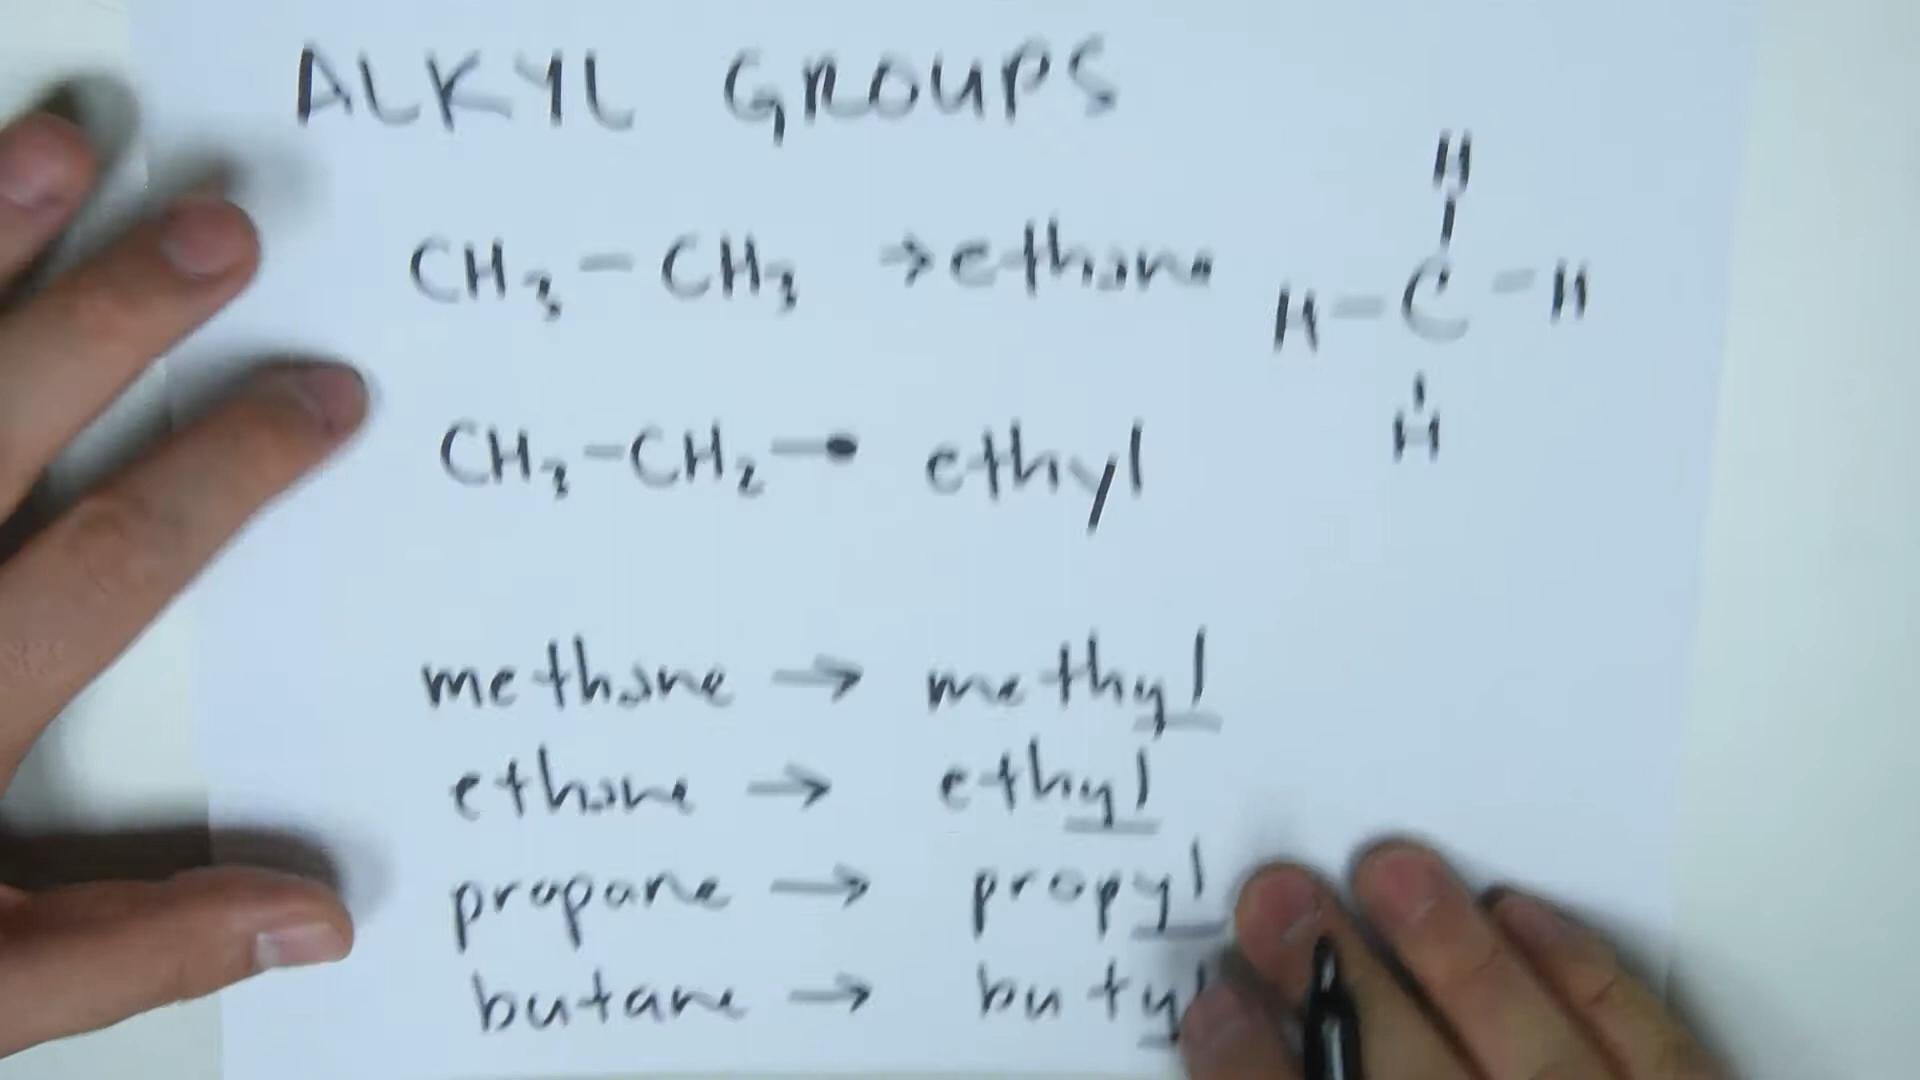 ALKYL GROUPS
H
CH₃ – CH₃ → ethane
H – C – H
H
CH₃ – CH₂ –• ethyl
methane → methyl
ethane → ethyl
propane → propyl
butane → butyl